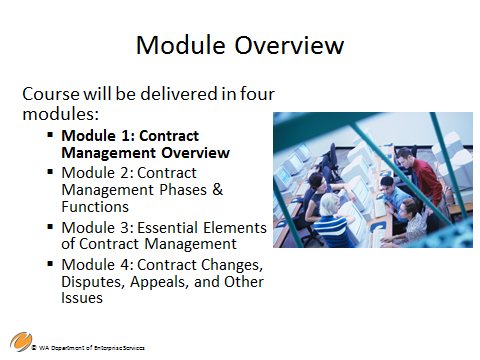 Module Overview
Course will be delivered in four
modules:
▪ Module 1: Contract
Management Overview
▪ Module 2: Contract
Management Phases &
Functions
▪ Module 3: Essential Elements
of Contract Management
▪ Module 4: Contract Changes,
Disputes, Appeals, and Other
Issues
© WA Department of Enterprise Services